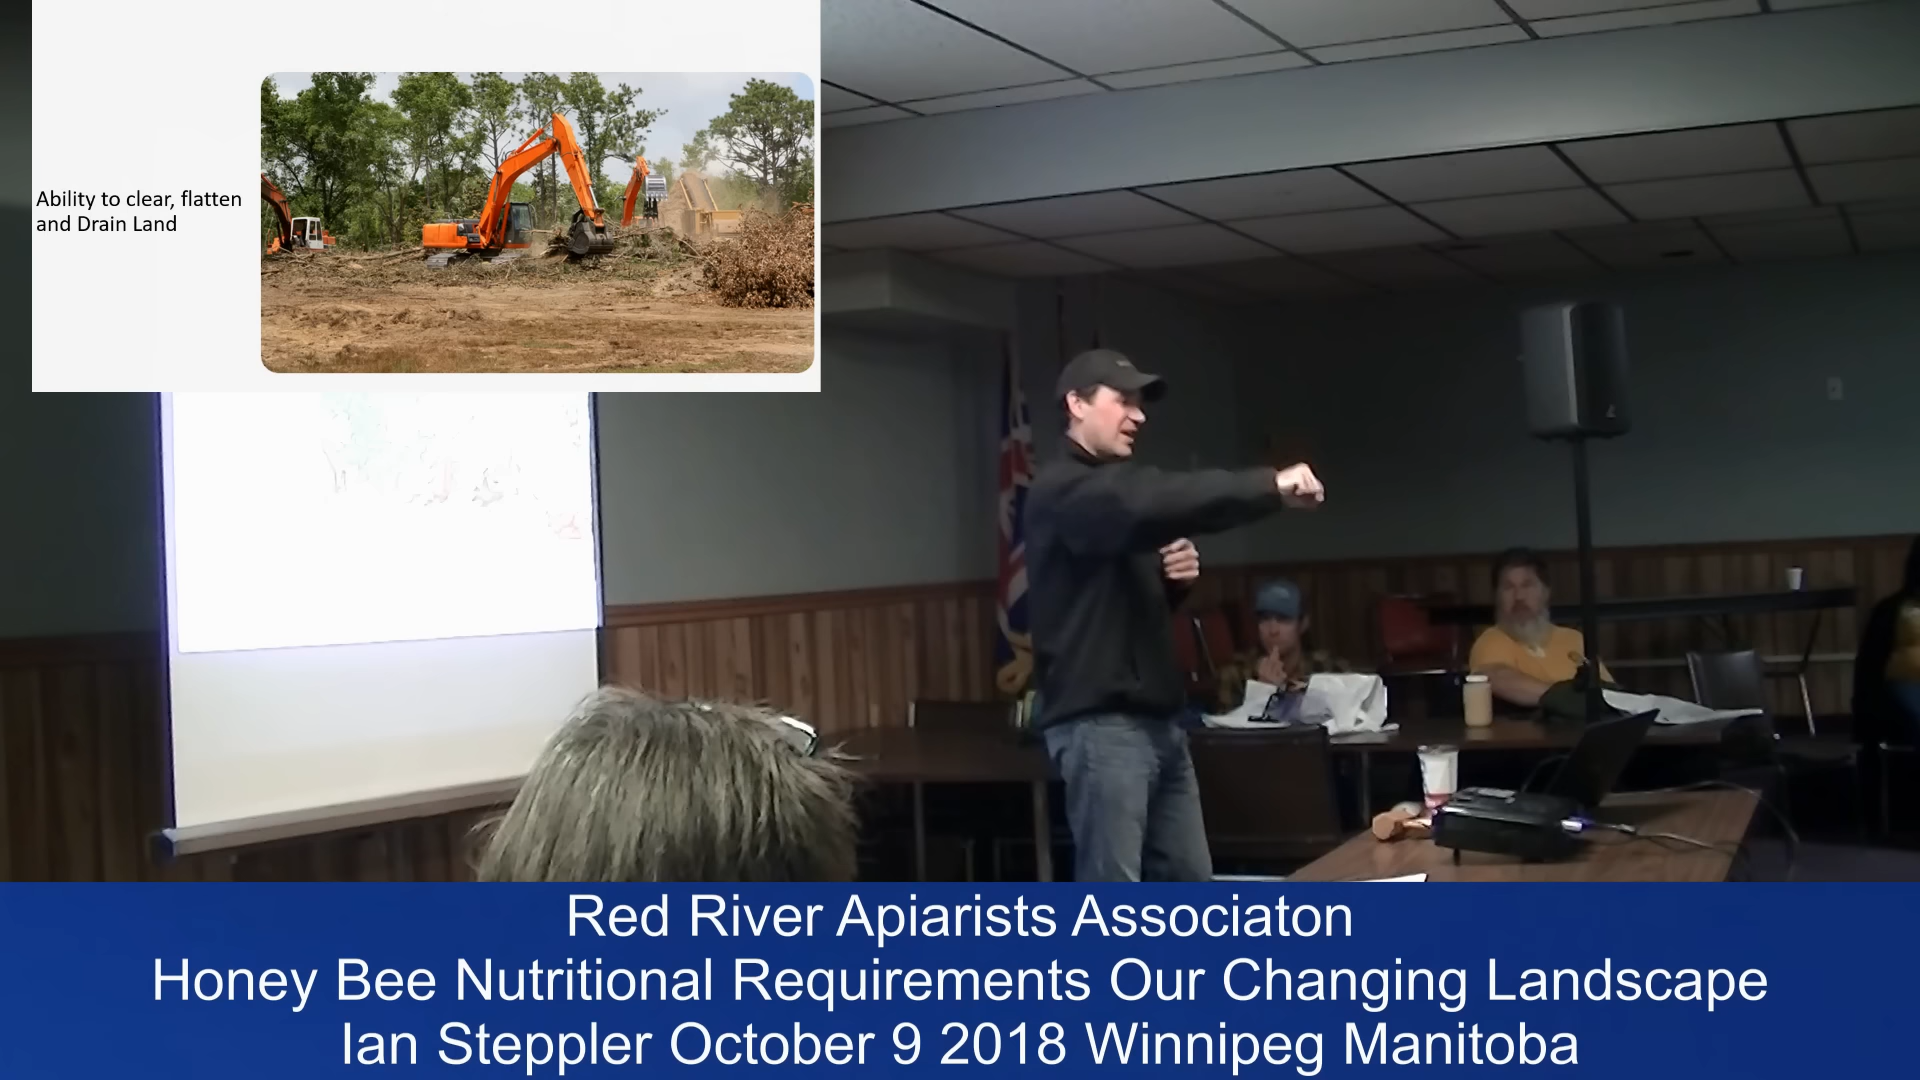 Ability to clear, flatten
and Drain Land
Red River Apiarists Associaton
Honey Bee Nutritional Requirements Our Changing Landscape
Ian Steppler October 9 2018 Winnipeg Manitoba